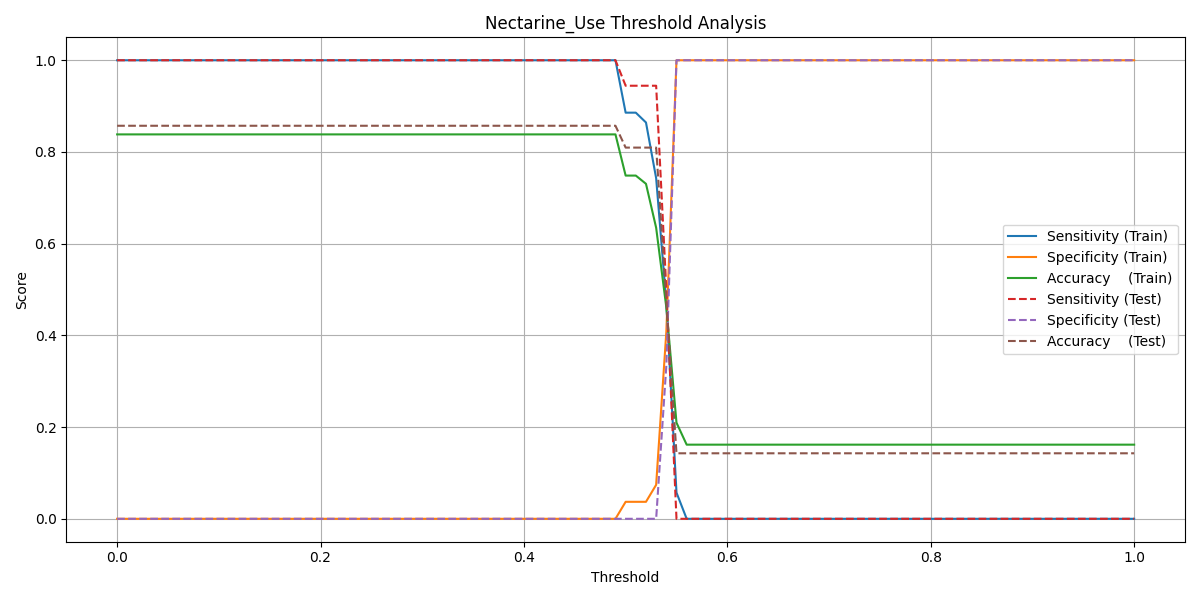 Nectarine_Use Threshold Analysis
Score
1.0
0.8
0.6
0.4
0.2
0.0
Sensitivity (Train)
Specificity (Train)
Accuracy    (Train)
Sensitivity (Test)
Specificity (Test)
Accuracy    (Test)
0.0 0.2 0.4 0.6 0.8 1.0
Threshold